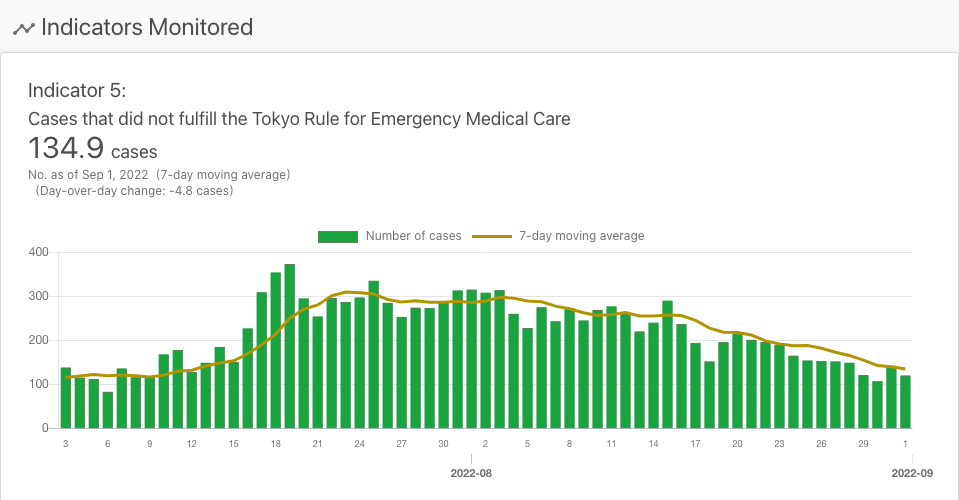 Indicators Monitored
Indicator 5:
Cases that did not fulfill the Tokyo Rule for Emergency Medical Care
134.9 cases
No. as of Sep 1, 2022 (7-day moving average)
(Day-over-day change: -4.8 cases)
Number of cases 7-day moving average
400
300
200
100
0
3 6 9 12 15 18 21 24 27 30 2 5 8 11 14 17 20 23 26 29 1
2022-08 2022-09